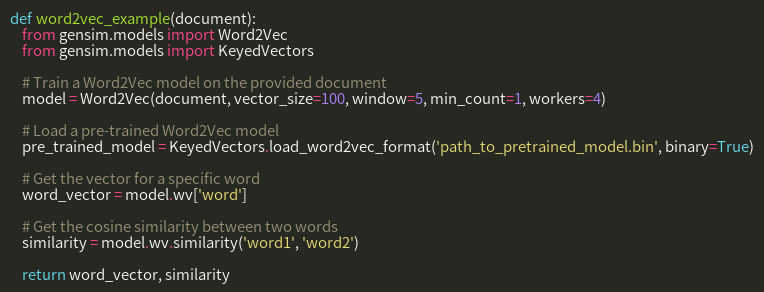 def word2vec_example(document):
    from gensim.models import Word2Vec
    from gensim.models import KeyedVectors

    # Train a Word2Vec model on the provided document
    model = Word2Vec(document, vector_size=100, window=5, min_count=1, workers=4)

    # Load a pre-trained Word2Vec model
    pre_trained_model = KeyedVectors.load_word2vec_format('path_to_pretrained_model.bin', binary=True)

    # Get the vector for a specific word
    word_vector = model.wv['word']

    # Get the cosine similarity between two words
    similarity = model.wv.similarity('word1', 'word2')

    return word_vector, similarity